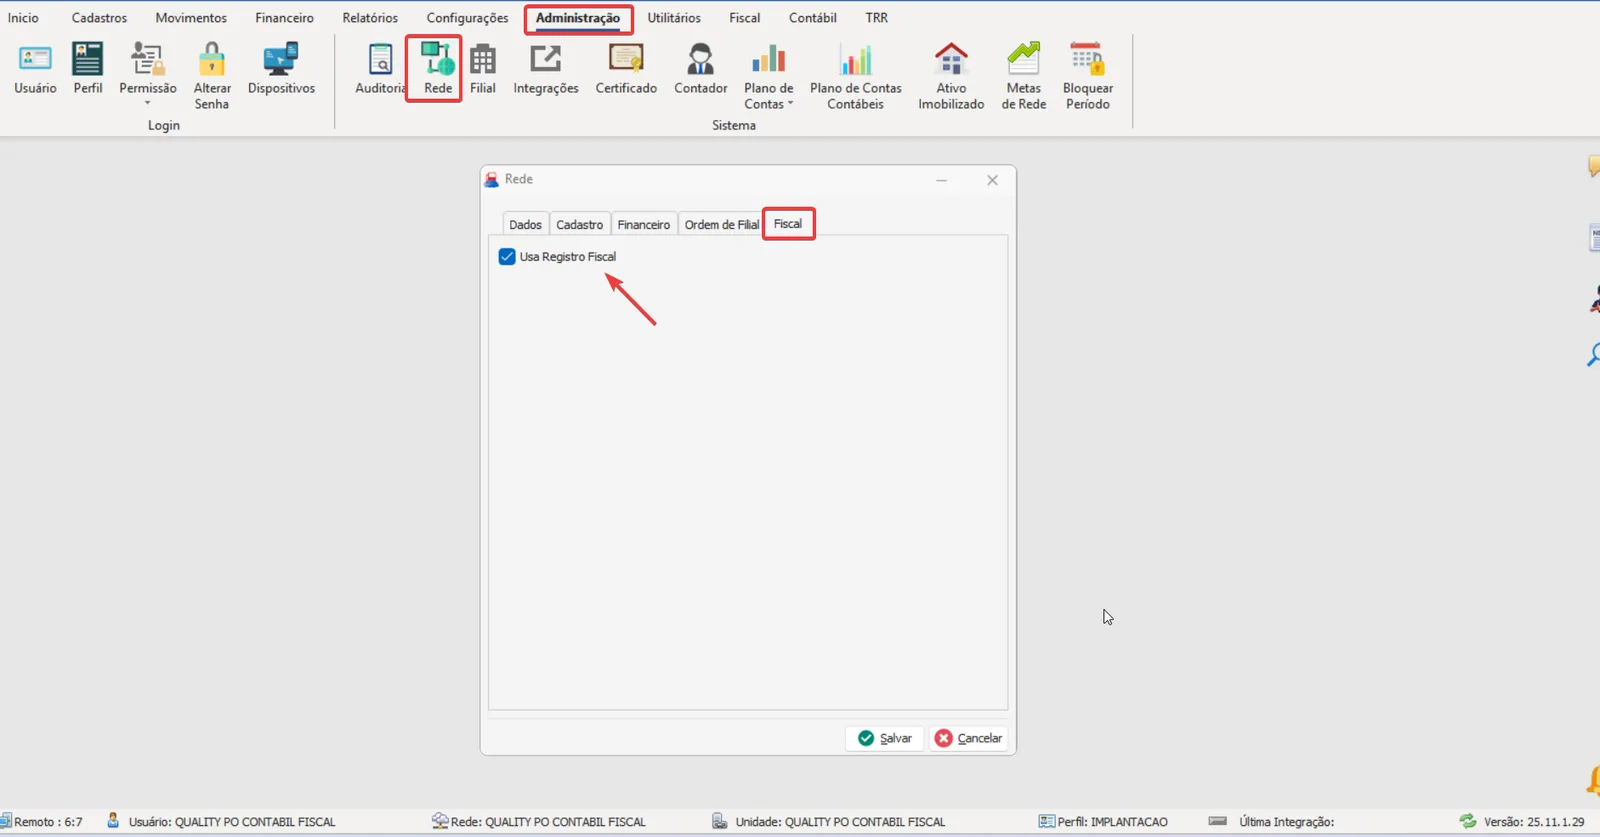 Inicio Cadastros Movimentos Financeiro Relatórios Configurações Administração Utilitários Fiscal Contábil TRR
Usuário Perfil Permissão Alterar Senha Dispositivos
Login
Auditoria Rede Filial Integrações Certificado Contador Plano de Contas Plano de Contas Contábeis Ativo Imobilizado Metas de Rede Bloquear Período
Sistema
Rede
Dados Cadastro Financeiro Ordem de Filial Fiscal
Usa Registro Fiscal
Salvar Cancelar
Remoto : 6:7 Usuário: QUALITY PO CONTABIL FISCAL Rede: QUALITY PO CONTABIL FISCAL Unidade: QUALITY PO CONTABIL FISCAL Perfil: IMPLANTACAO Última Integração: Versão: 25.11.1.29